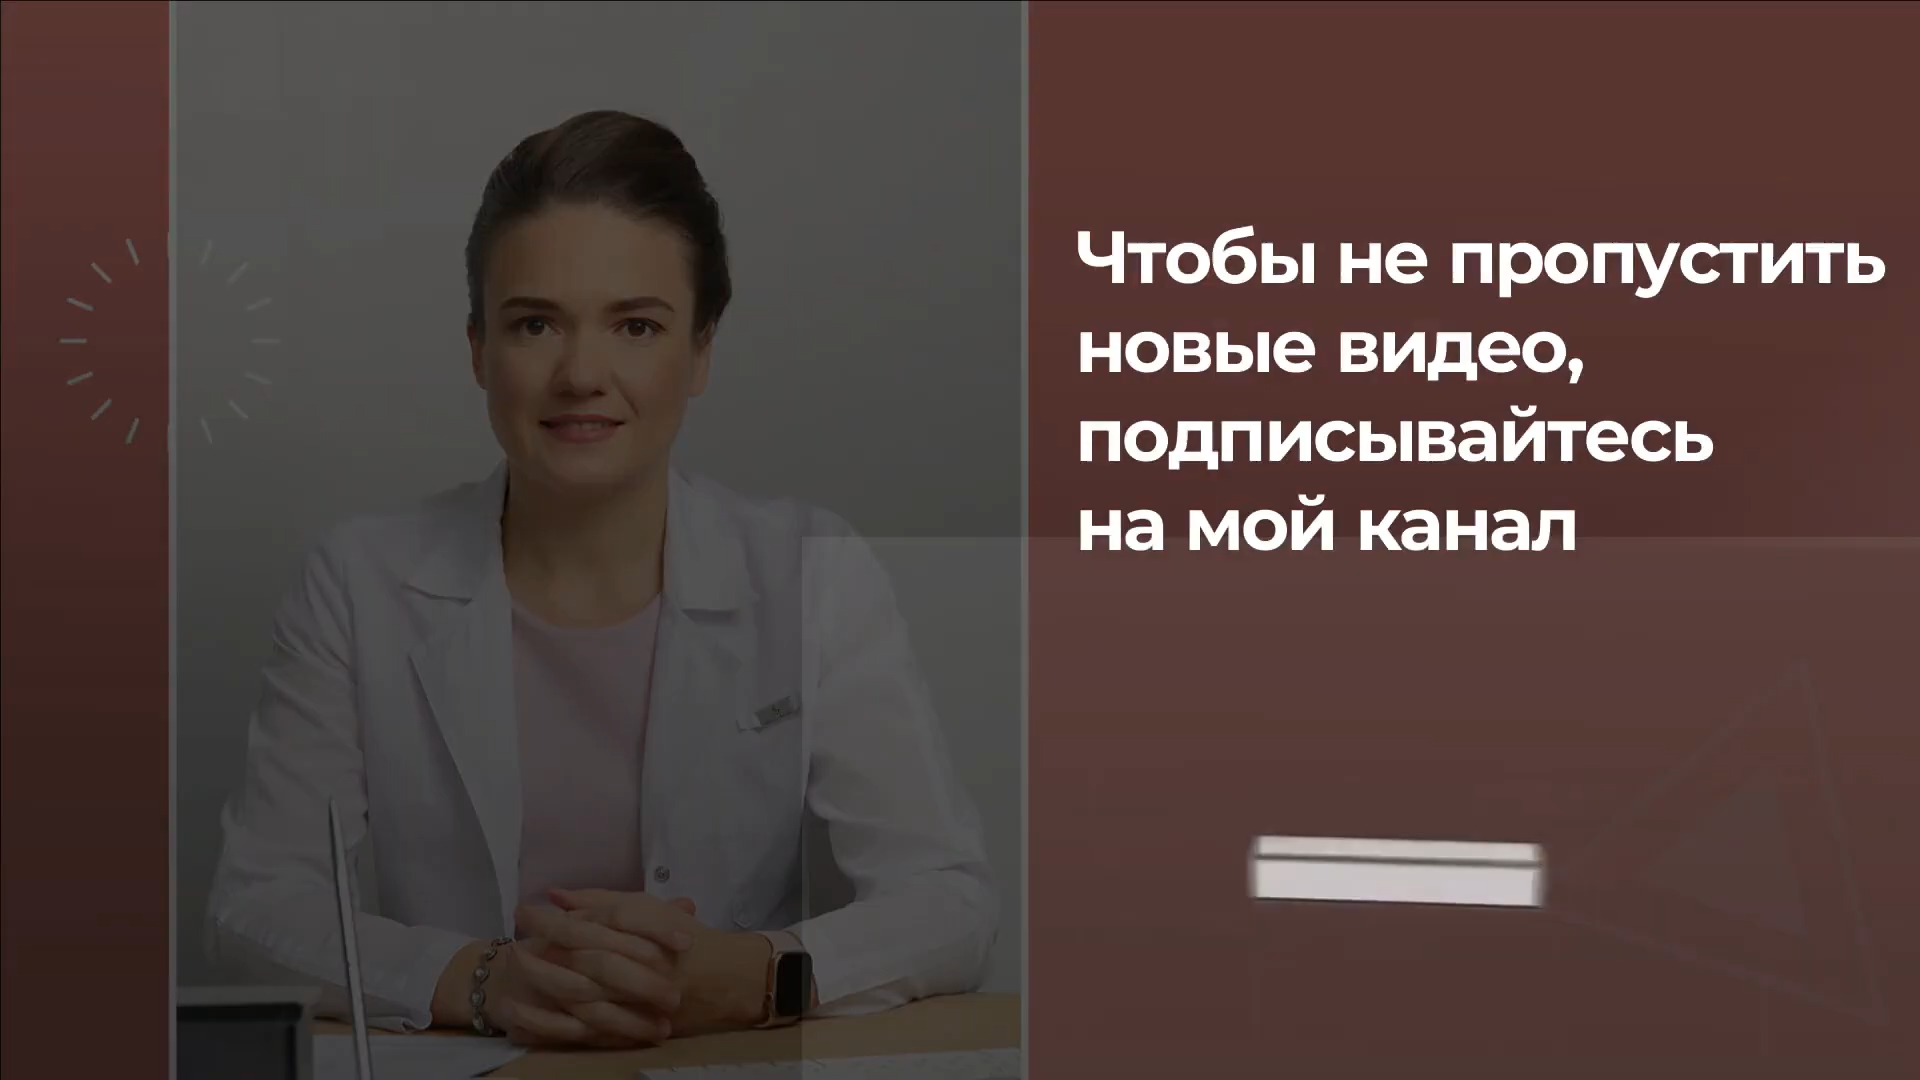 Чтобы не пропустить
новые видео,
подписывайтесь
на мой канал